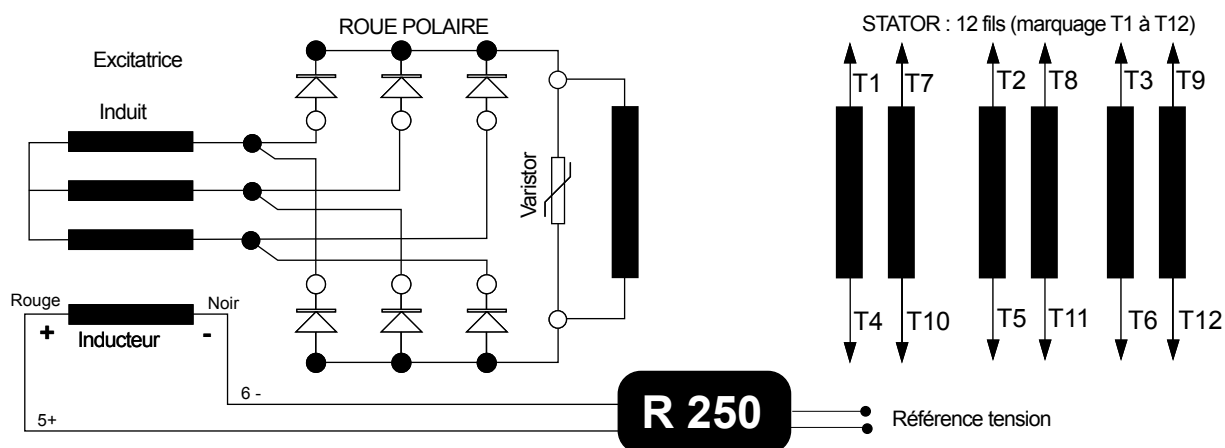 ROUE POLAIRE
STATOR : 12 fils (marquage T1 à T12)
Excitatrice
Induit
T1
T7
T2
T8
T3
T9
Varistor
Rouge
Noir
+
-
Inducteur
T4
T10
T5
T11
T6
T12
6 -
5+
R 250
Référence tension